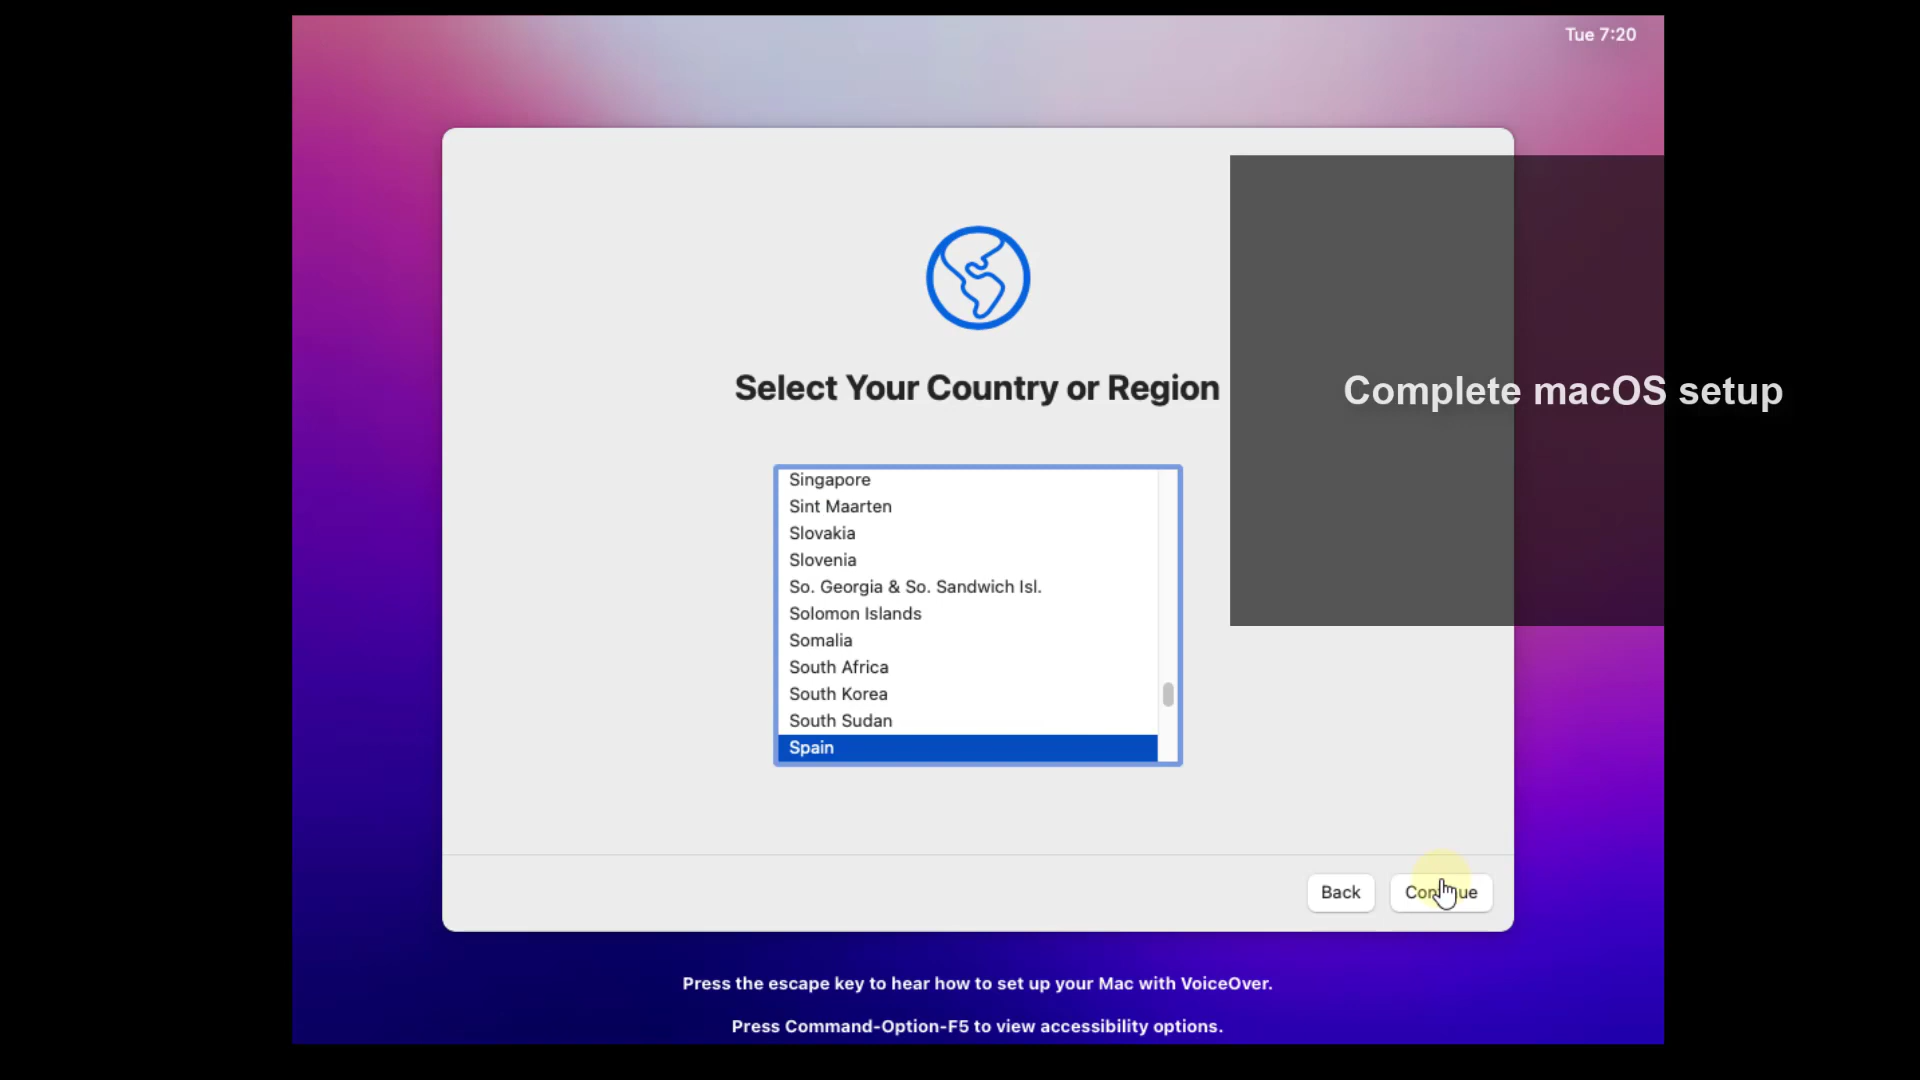 Tue 7:20
Select Your Country or Region
Complete macOS setup
Singapore
Sint Maarten
Slovakia
Slovenia
So. Georgia & So. Sandwich Isl.
Solomon Islands
Somalia
South Africa
South Korea
South Sudan
Spain
Back
Continue
Press the escape key to hear how to set up your Mac with VoiceOver.
Press Command-Option-F5 to view accessibility options.